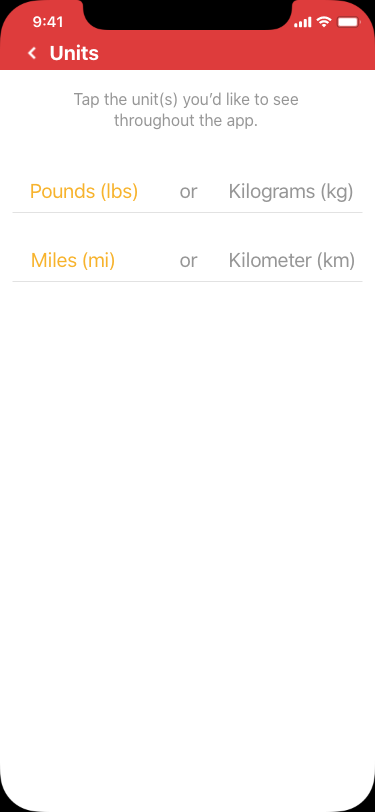 9:41
Units
Tap the unit(s) you’d like to see
throughout the app.
Pounds (lbs) or Kilograms (kg)
Miles (mi) or Kilometer (km)